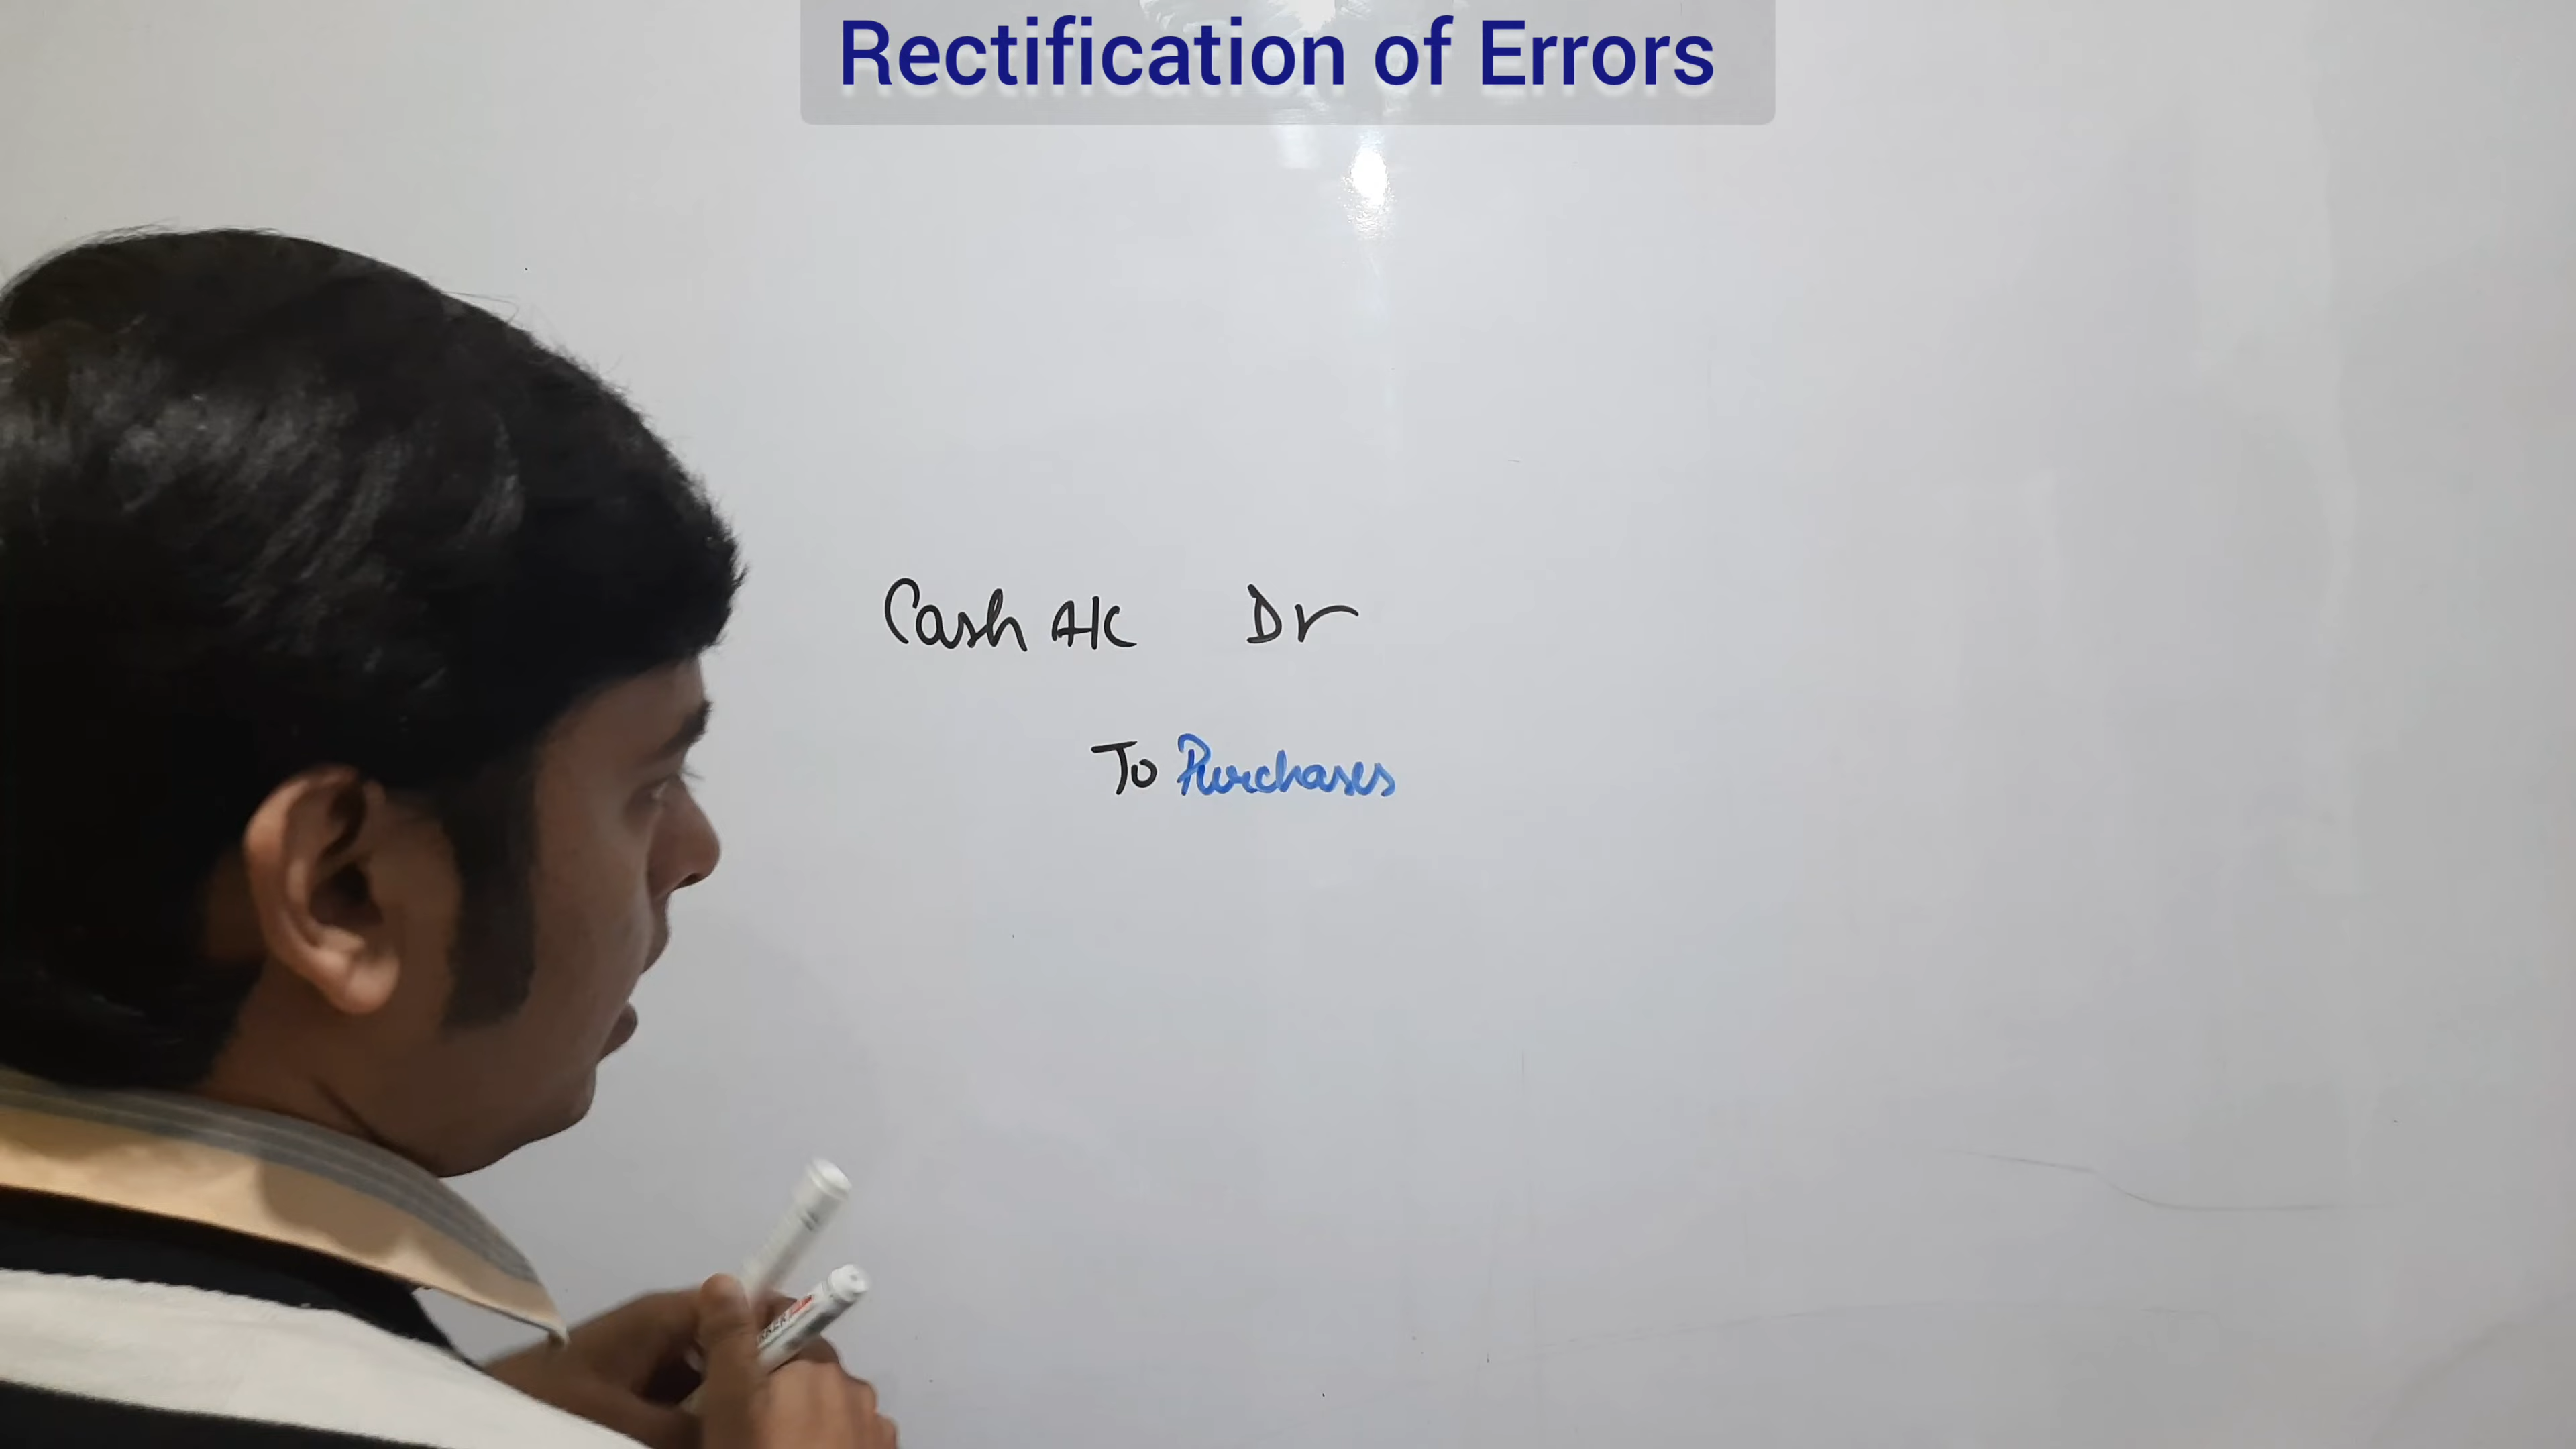 Rectification of Errors
Cash A/C Dr
To Purchases